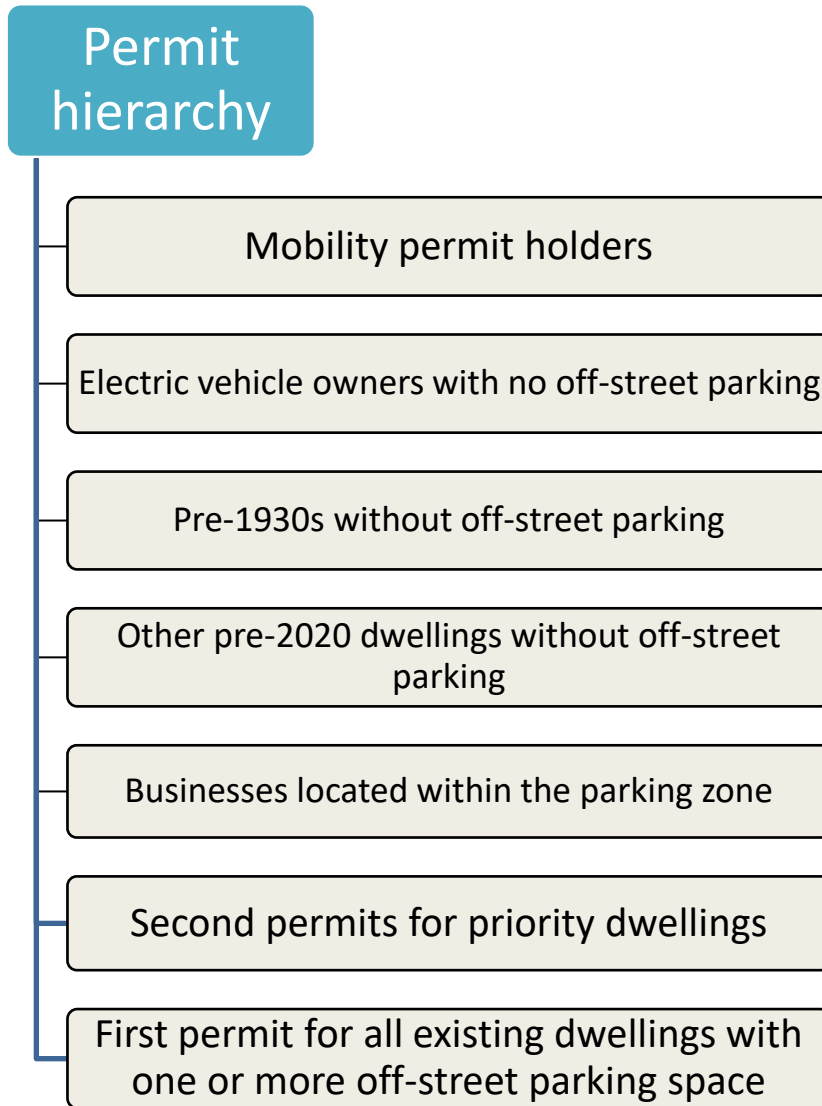 Permit
hierarchy
Mobility permit holders
Electric vehicle owners with no off-street parking
Pre-1930s without off-street parking
Other pre-2020 dwellings without off-street
parking
Businesses located within the parking zone
Second permits for priority dwellings
First permit for all existing dwellings with
one or more off-street parking space